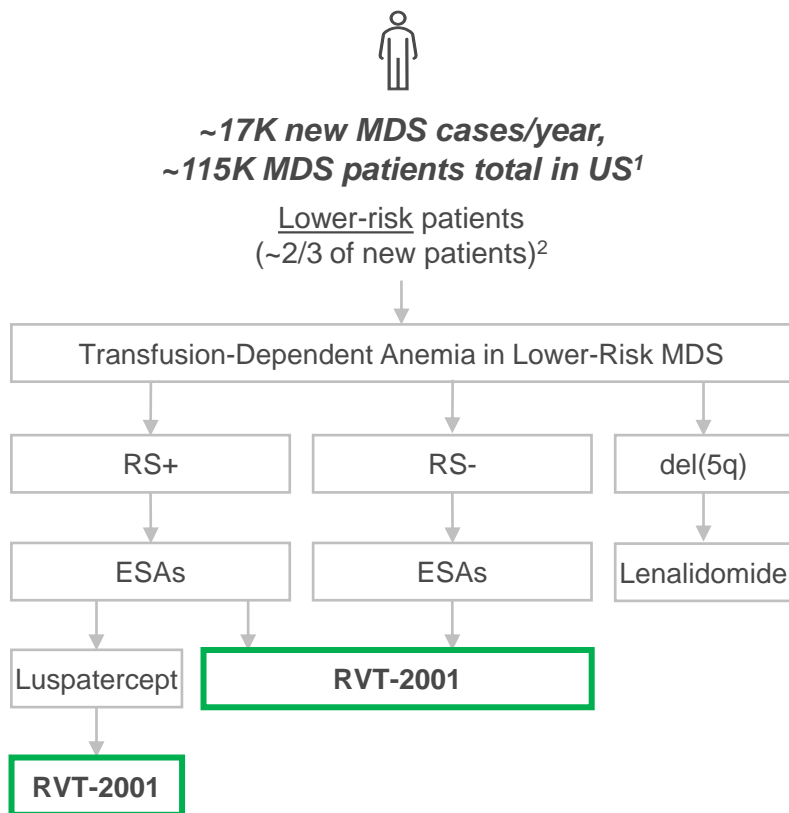 ~17K new MDS cases/year,
~115K MDS patients total in US1
Lower-risk patients
(~2/3 of new patients)2
Transfusion-Dependent Anemia in Lower-Risk MDS
RS+
RS-
del(5q)
ESAs
ESAs
Lenalidomide
Luspatercept
RVT-2001
RVT-2001